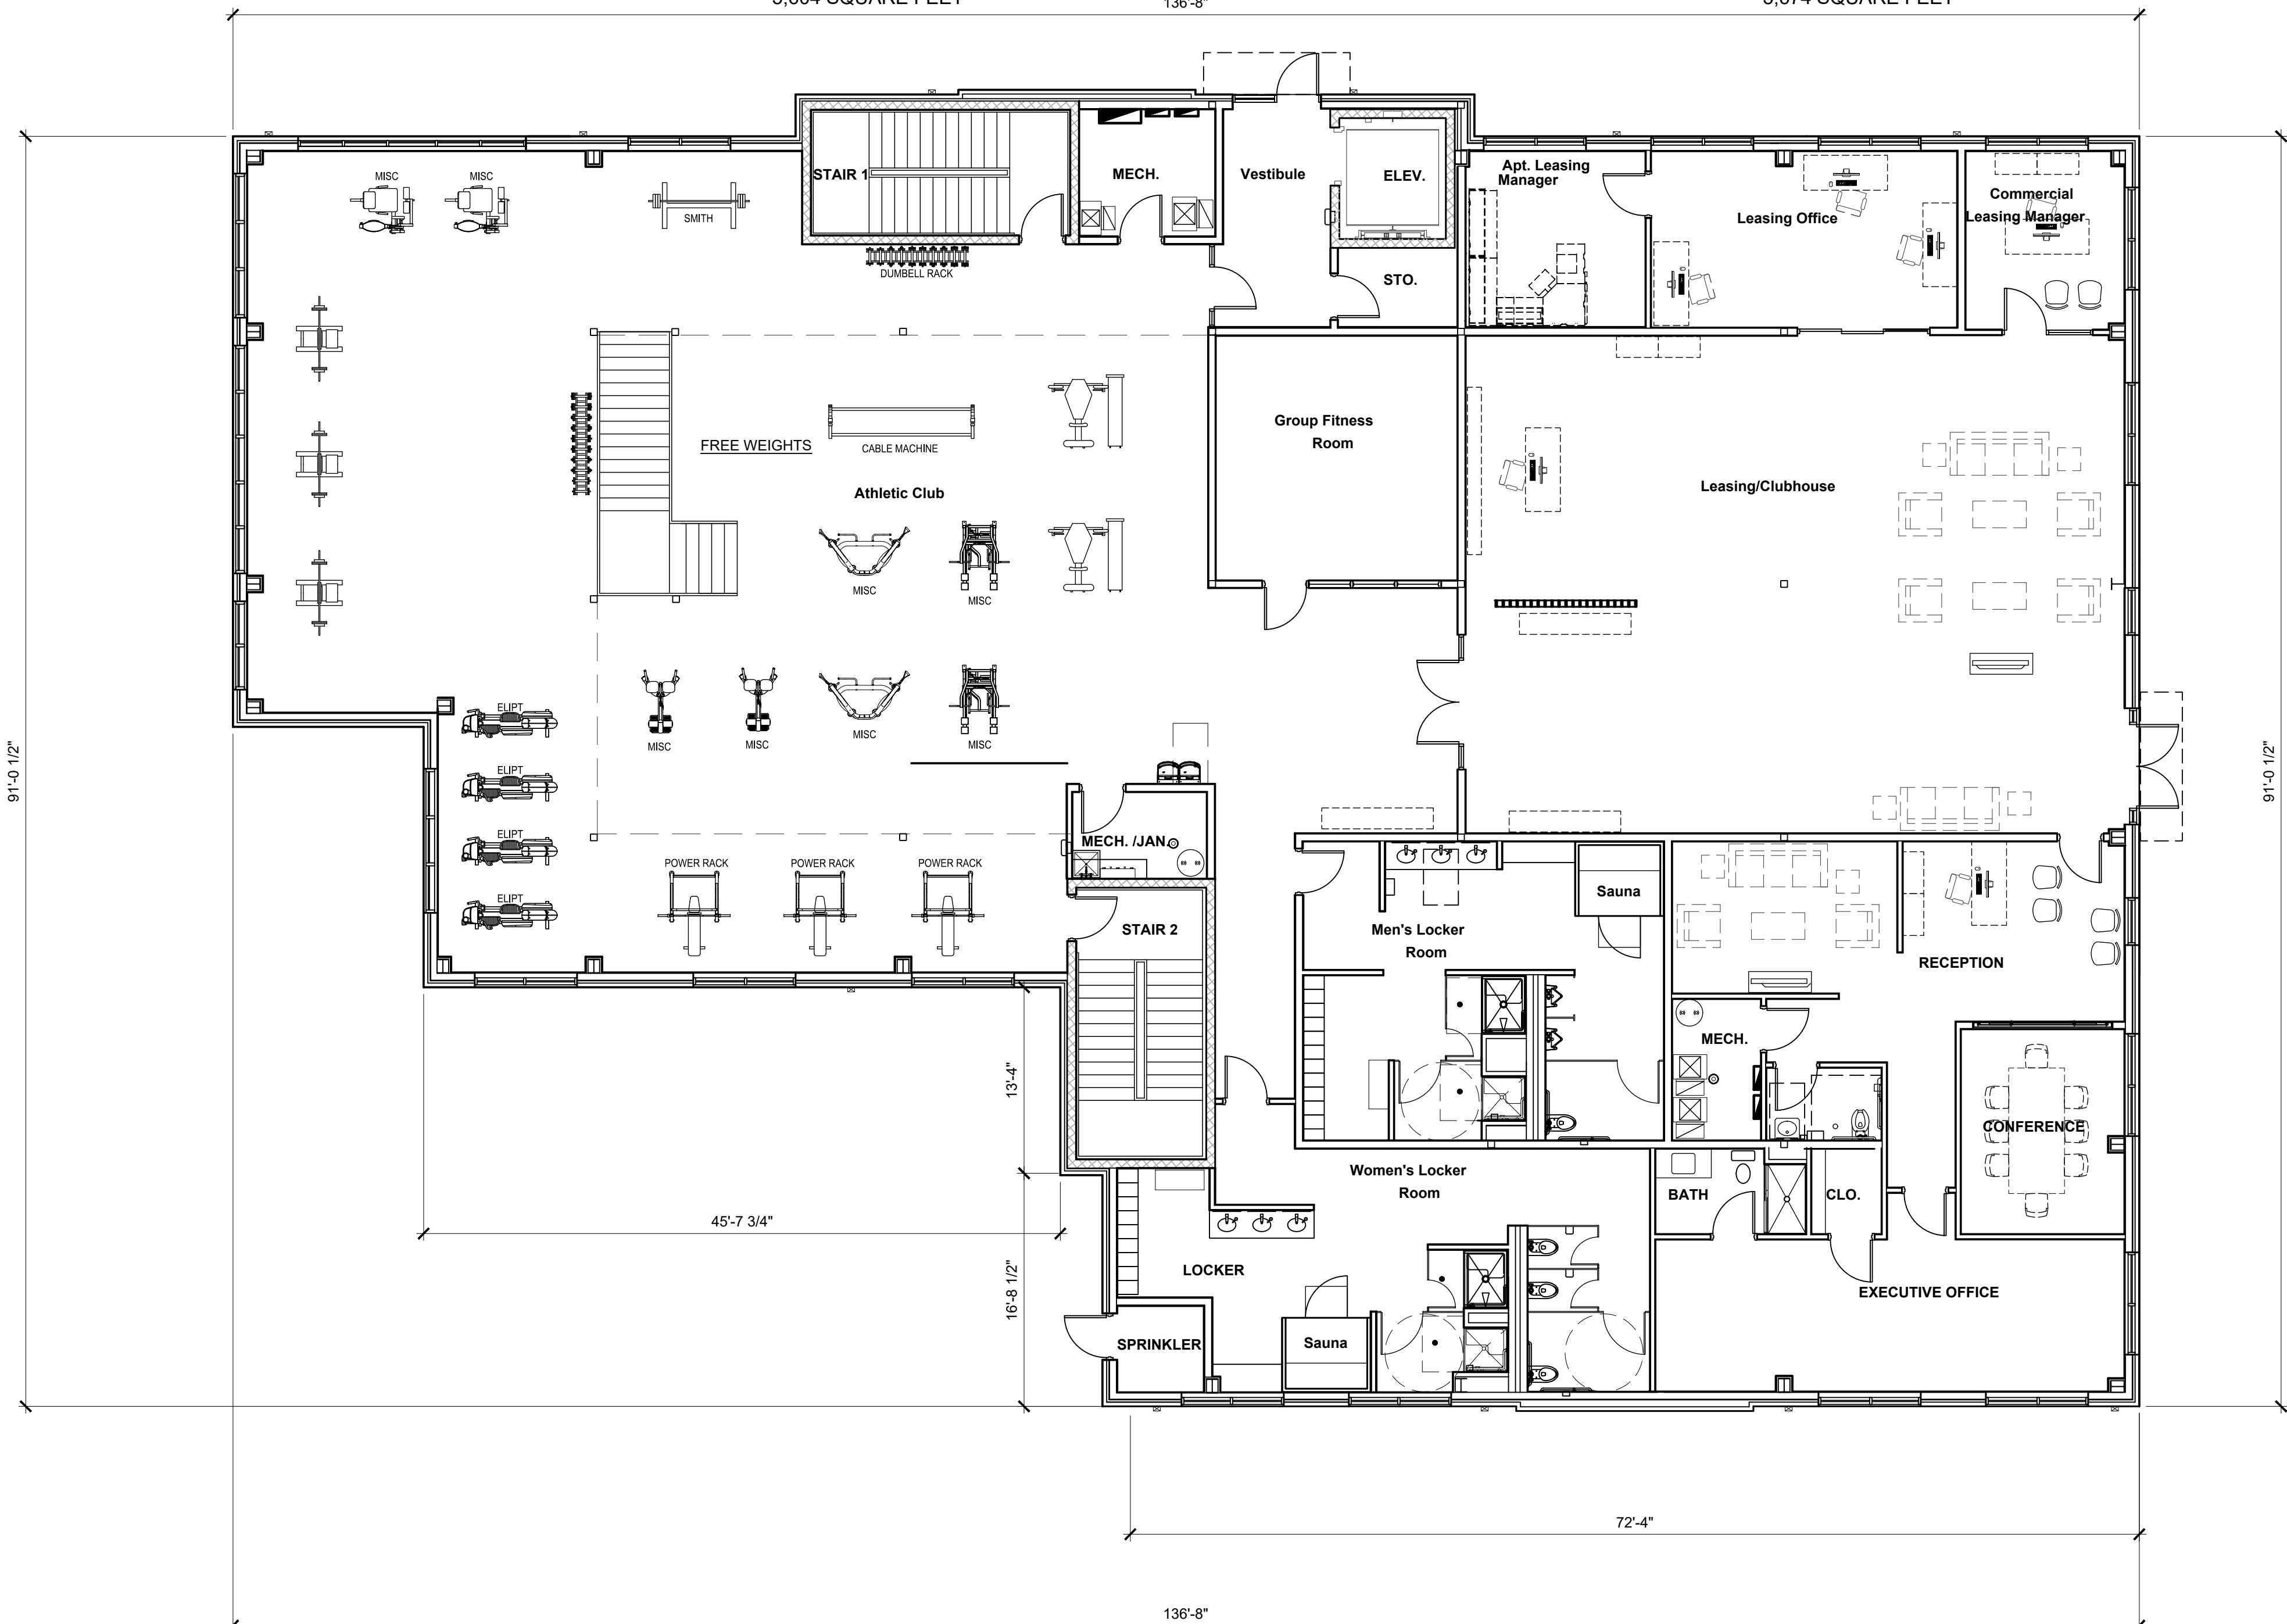 136'-8"
STAIR 1
MECH.
Vestibule
ELEV.
Apt. Leasing
Manager
Leasing Office
Commercial
Leasing Manager
MISC
MISC
SMITH
DUMBELL RACK
STO.
FREE WEIGHTS
CABLE MACHINE
Athletic Club
Group Fitness
Room
Leasing/Clubhouse
MISC
MISC
MISC
MISC
MISC
MISC
ELIPT
ELIPT
ELIPT
ELIPT
91'-0 1/2"
91'-0 1/2"
MECH. /JAN.
POWER RACK
POWER RACK
POWER RACK
STAIR 2
Men's Locker
Room
Sauna
RECEPTION
MECH.
13'-4"
CONFERENCE
Women's Locker
Room
BATH
CLO.
45'-7 3/4"
LOCKER
16'-8 1/2"
EXECUTIVE OFFICE
SPRINKLER
Sauna
72'-4"
136'-8"